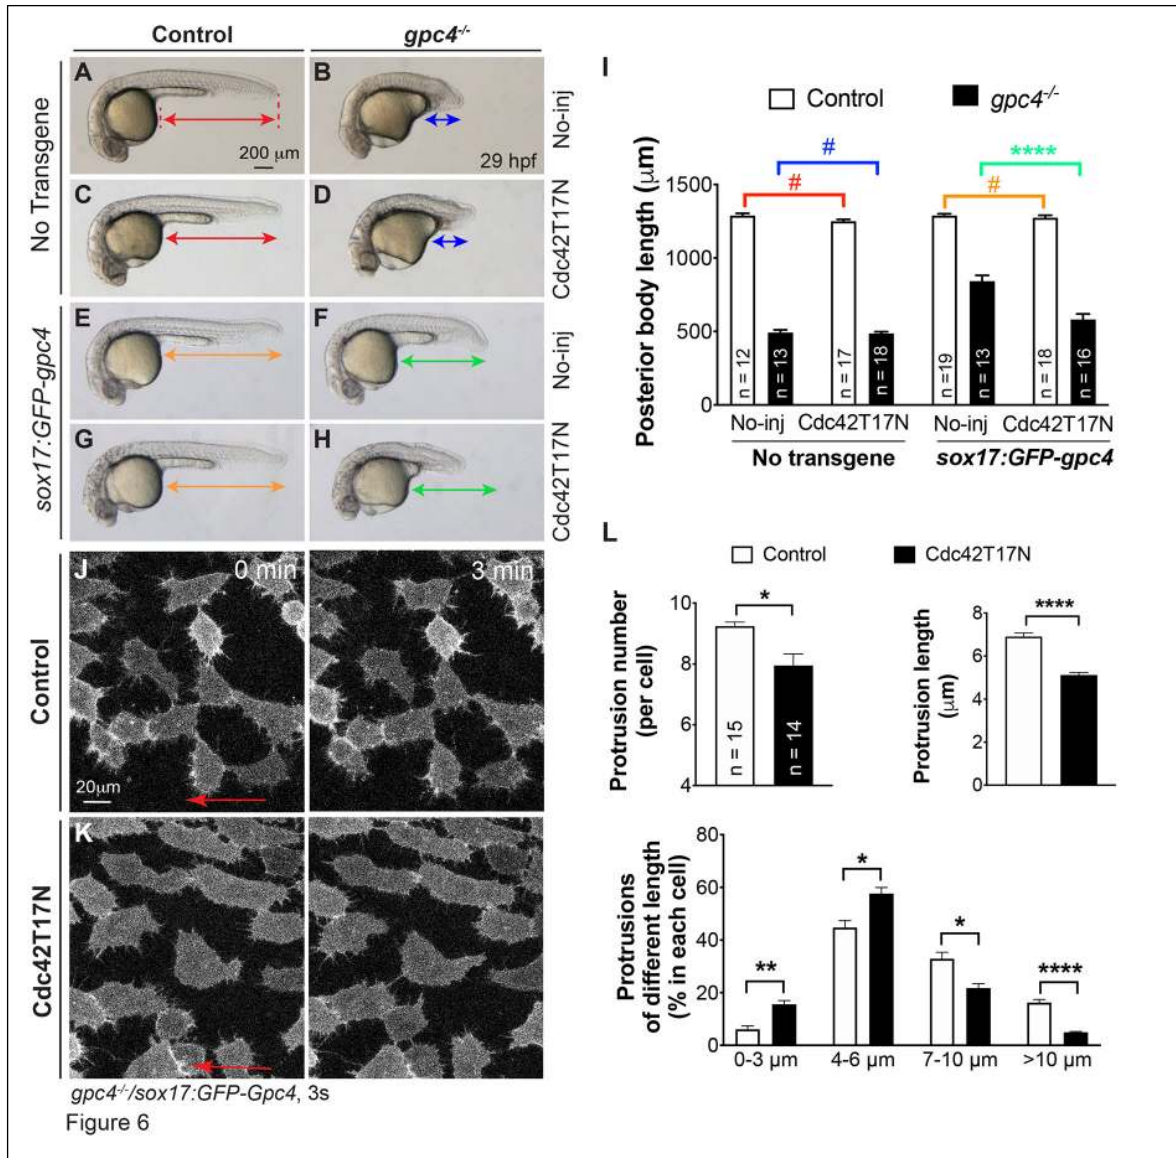 Control
gpc4-/-
No Transgene
A
200 μm
B
29 hpf
No-inj
C
D
Cdc42T17N
sox17:GFP-gpc4
E
F
No-inj
G
H
Cdc42T17N
I
Control
gpc4-/-
Posterior body length (μm)
1500
1000
500
0
#
#
#
****
n = 12
n = 13
n = 17
n = 18
n =19
n = 13
n = 18
n = 16
No-inj Cdc42T17N No-inj Cdc42T17N
No transgene sox17:GFP-gpc4
Control
J
0 min
3 min
20μm
Cdc42T17N
K
gpc4-/-/sox17:GFP-Gpc4, 3s
L
Control
Cdc42T17N
Protrusion number
(per cell)
10
8
6
4
*
n = 15
n = 14
Protrusion length
(μm)
8
6
4
2
0
****
Protrusions
of different length
(% in each cell)
80
60
40
20
0
**
*
*
****
0-3 μm 4-6 μm 7-10 μm >10 μm
Figure 6